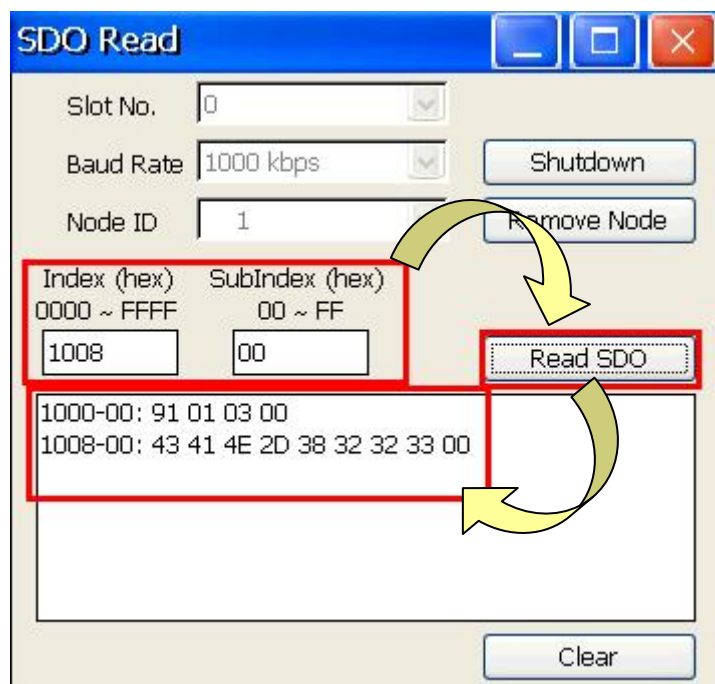 SDO Read
Slot No. 0
Baud Rate 1000 kbps Shutdown
Node ID 1 Remove Node
Index (hex) SubIndex (hex)
0000 ~ FFFF 00 ~ FF
1008 00 Read SDO
1000-00: 91 01 03 00
1008-00: 43 41 4E 2D 38 32 32 33 00
Clear